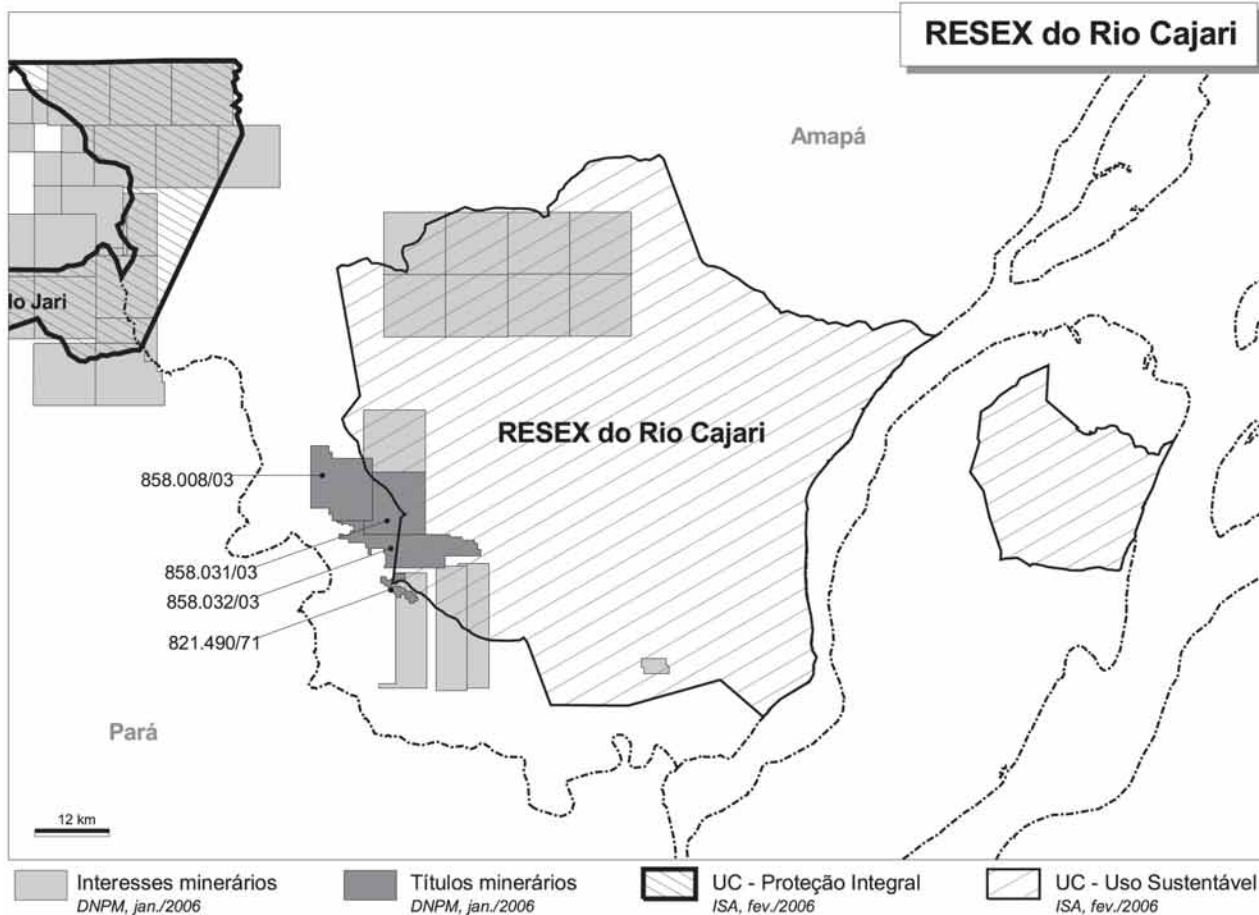 RESEX do Rio Cajari
Amapá
lo Jari
RESEX do Rio Cajari
858.008/03
858.031/03
858.032/03
821.490/71
Pará
12 km
Interesses minerários
DNPM, jan./2006
Títulos minerários
DNPM, jan./2006
UC - Proteção Integral
ISA, fev./2006
UC - Uso Sustentável
ISA, fev./2006